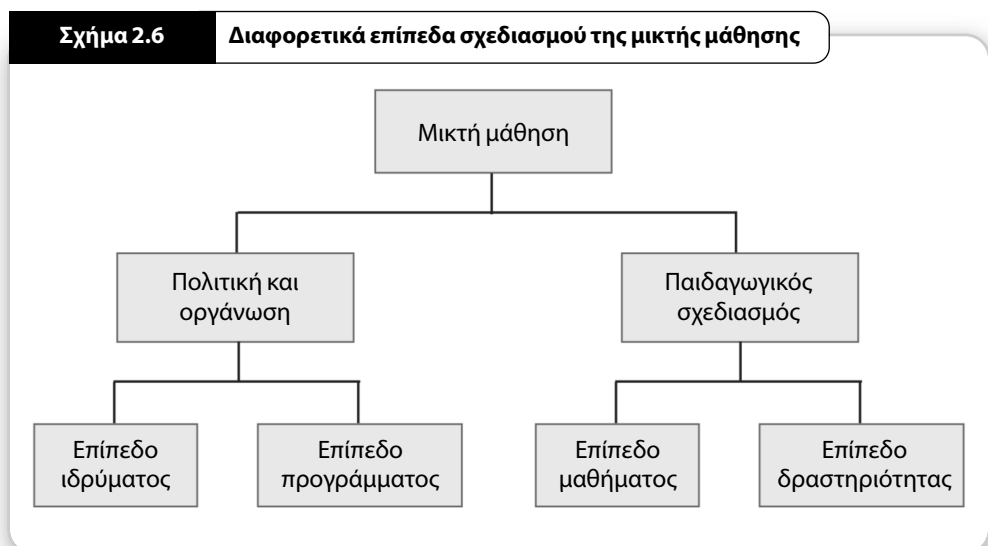 Σχήμα 2.6
Διαφορετικά επίπεδα σχεδιασμού της μικτής μάθησης
Μικτή μάθηση
Πολιτική και
οργάνωση
Παιδαγωγικός
σχεδιασμός
Επίπεδο
ιδρύματος
Επίπεδο
προγράμματος
Επίπεδο
μαθήματος
Επίπεδο
δραστηριότητας